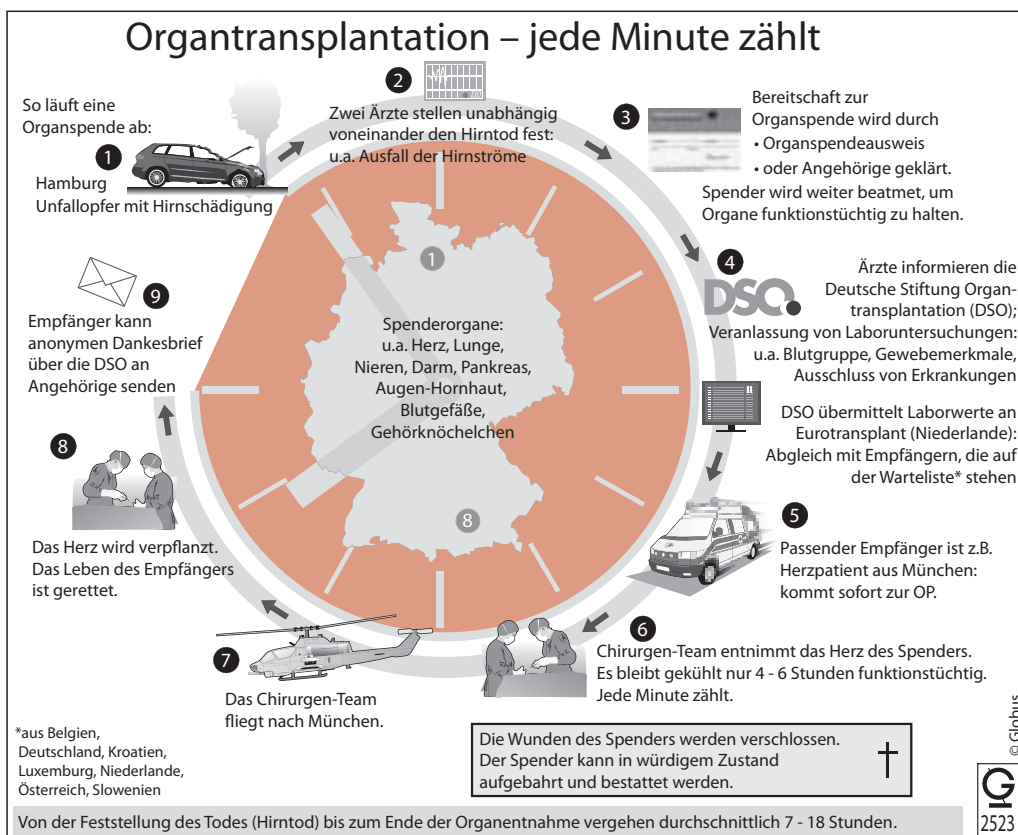 Organtransplantation – jede Minute zählt
So läuft eine
Organspende ab:
1
Hamburg
Unfallopfer mit Hirnschädigung
2
Zwei Ärzte stellen unabhängig
voneinander den Hirntod fest:
u.a. Ausfall der Hirnströme
3
Bereitschaft zur
Organspende wird durch
• Organspendeausweis
• oder Angehörige geklärt.
Spender wird weiter beatmet, um
Organe funktionstüchtig zu halten.
4
DSO.
Ärzte informieren die
Deutsche Stiftung Organ-
transplantation (DSO);
Veranlassung von Laboruntersuchungen:
u.a. Blutgruppe, Gewebemerkmale,
Ausschluss von Erkrankungen
DSO übermittelt Laborwerte an
Eurotransplant (Niederlande):
Abgleich mit Empfängern, die auf
der Warteliste* stehen
5
Passender Empfänger ist z.B.
Herzpatient aus München:
kommt sofort zur OP.
6
Chirurgen-Team entnimmt das Herz des Spenders.
Es bleibt gekühlt nur 4 - 6 Stunden funktionstüchtig.
Jede Minute zählt.
7
Das Chirurgen-Team
fliegt nach München.
8
Das Herz wird verpflanzt.
Das Leben des Empfängers
ist gerettet.
9
Empfänger kann
anonymen Dankesbrief
über die DSO an
Angehörige senden
1
Spenderorgane:
u.a. Herz, Lunge,
Nieren, Darm, Pankreas,
Augen-Hornhaut,
Blutgefäße,
Gehörknöchelchen
8
*aus Belgien,
Deutschland, Kroatien,
Luxemburg, Niederlande,
Österreich, Slowenien
Die Wunden des Spenders werden verschlossen.
Der Spender kann in würdigem Zustand
aufgebahrt und bestattet werden.
Von der Feststellung des Todes (Hirntod) bis zum Ende der Organentnahme vergehen durchschnittlich 7 - 18 Stunden.
© Globus
G
2523